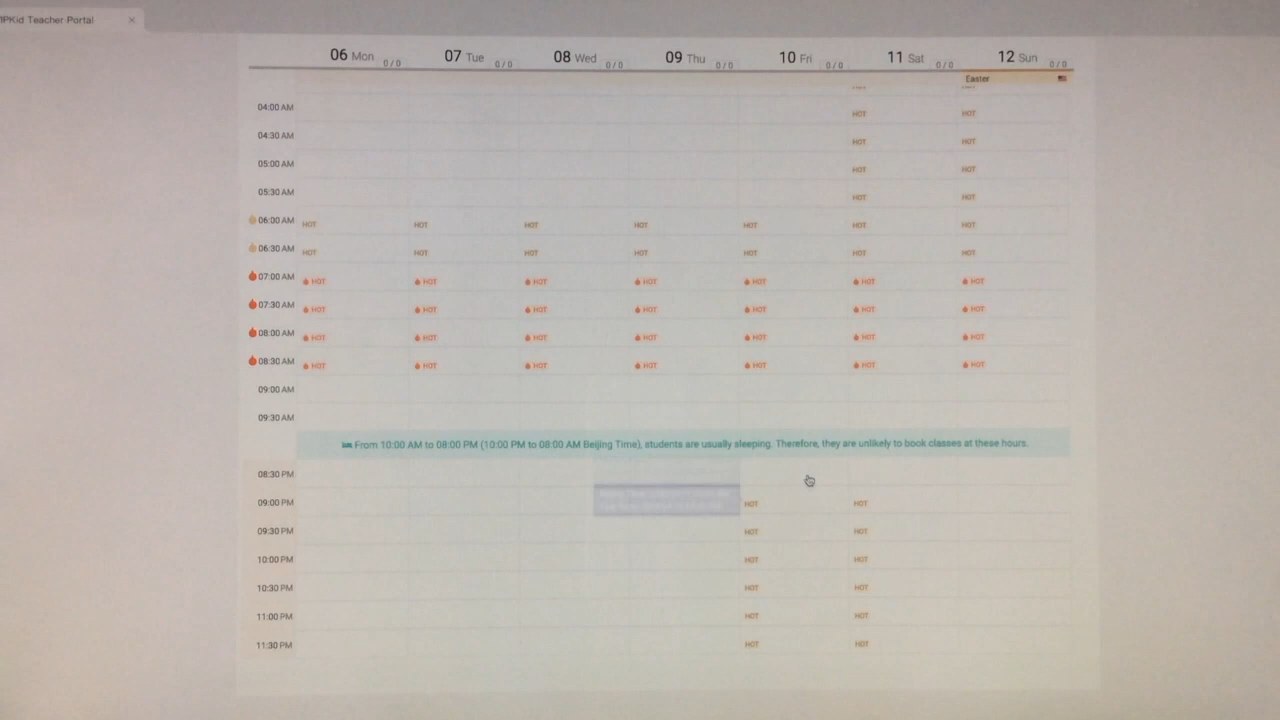 IPKid Teacher Portal ×
06 Mon 0/0 07 Tue 0/0 08 Wed 0/0 09 Thu 0/0 10 Fri 0/0 11 Sat 0/0 12 Sun 0/0
Easter
04:00 AM HOT HOT
04:30 AM HOT HOT
05:00 AM HOT HOT
05:30 AM HOT HOT
06:00 AM HOT HOT HOT HOT HOT HOT HOT
06:30 AM HOT HOT HOT HOT HOT HOT HOT
07:00 AM HOT HOT HOT HOT HOT HOT HOT
07:30 AM HOT HOT HOT HOT HOT HOT HOT
08:00 AM HOT HOT HOT HOT HOT HOT HOT
08:30 AM HOT HOT HOT HOT HOT HOT HOT
09:00 AM
09:30 AM
From 10:00 AM to 08:00 PM (10:00 PM to 08:00 AM Beijing Time), students are usually sleeping. Therefore, they are unlikely to book classes at these hours.
08:30 PM
09:00 PM HOT HOT
09:30 PM HOT HOT
10:00 PM HOT HOT
10:30 PM HOT HOT
11:00 PM HOT HOT
11:30 PM HOT HOT